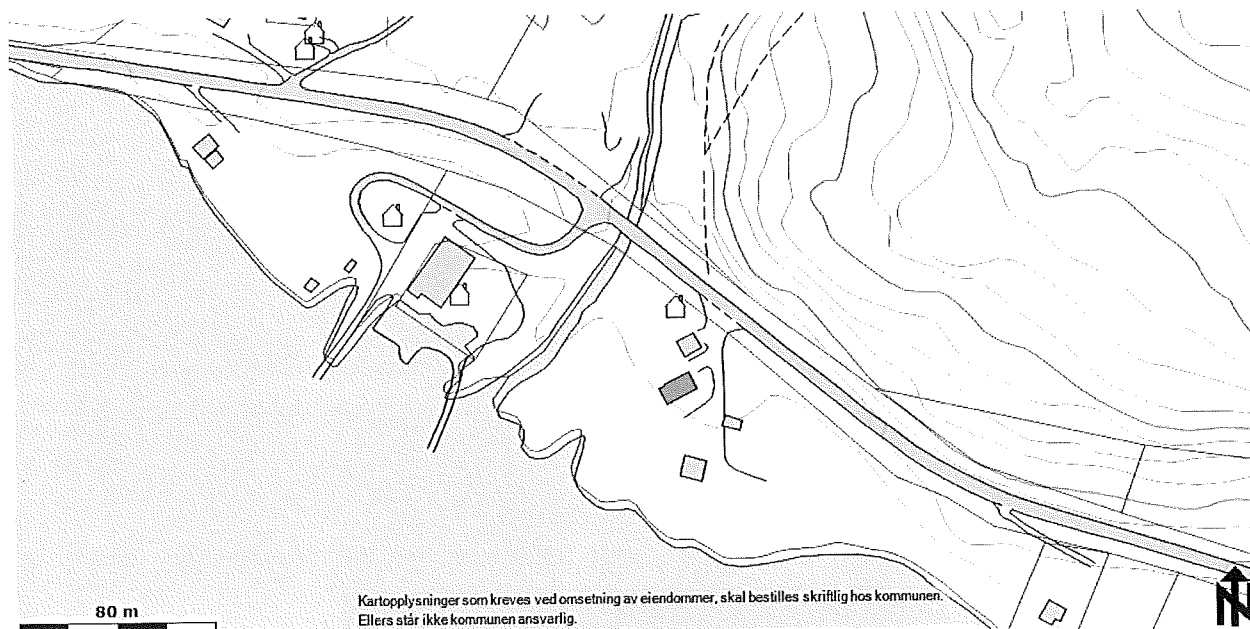 80 m
Kartopplysninger som kreves ved omsetning av eiendommer, skal bestilles skriftlig hos kommunen.
Ellers står ikke kommunen ansvarlig.
N